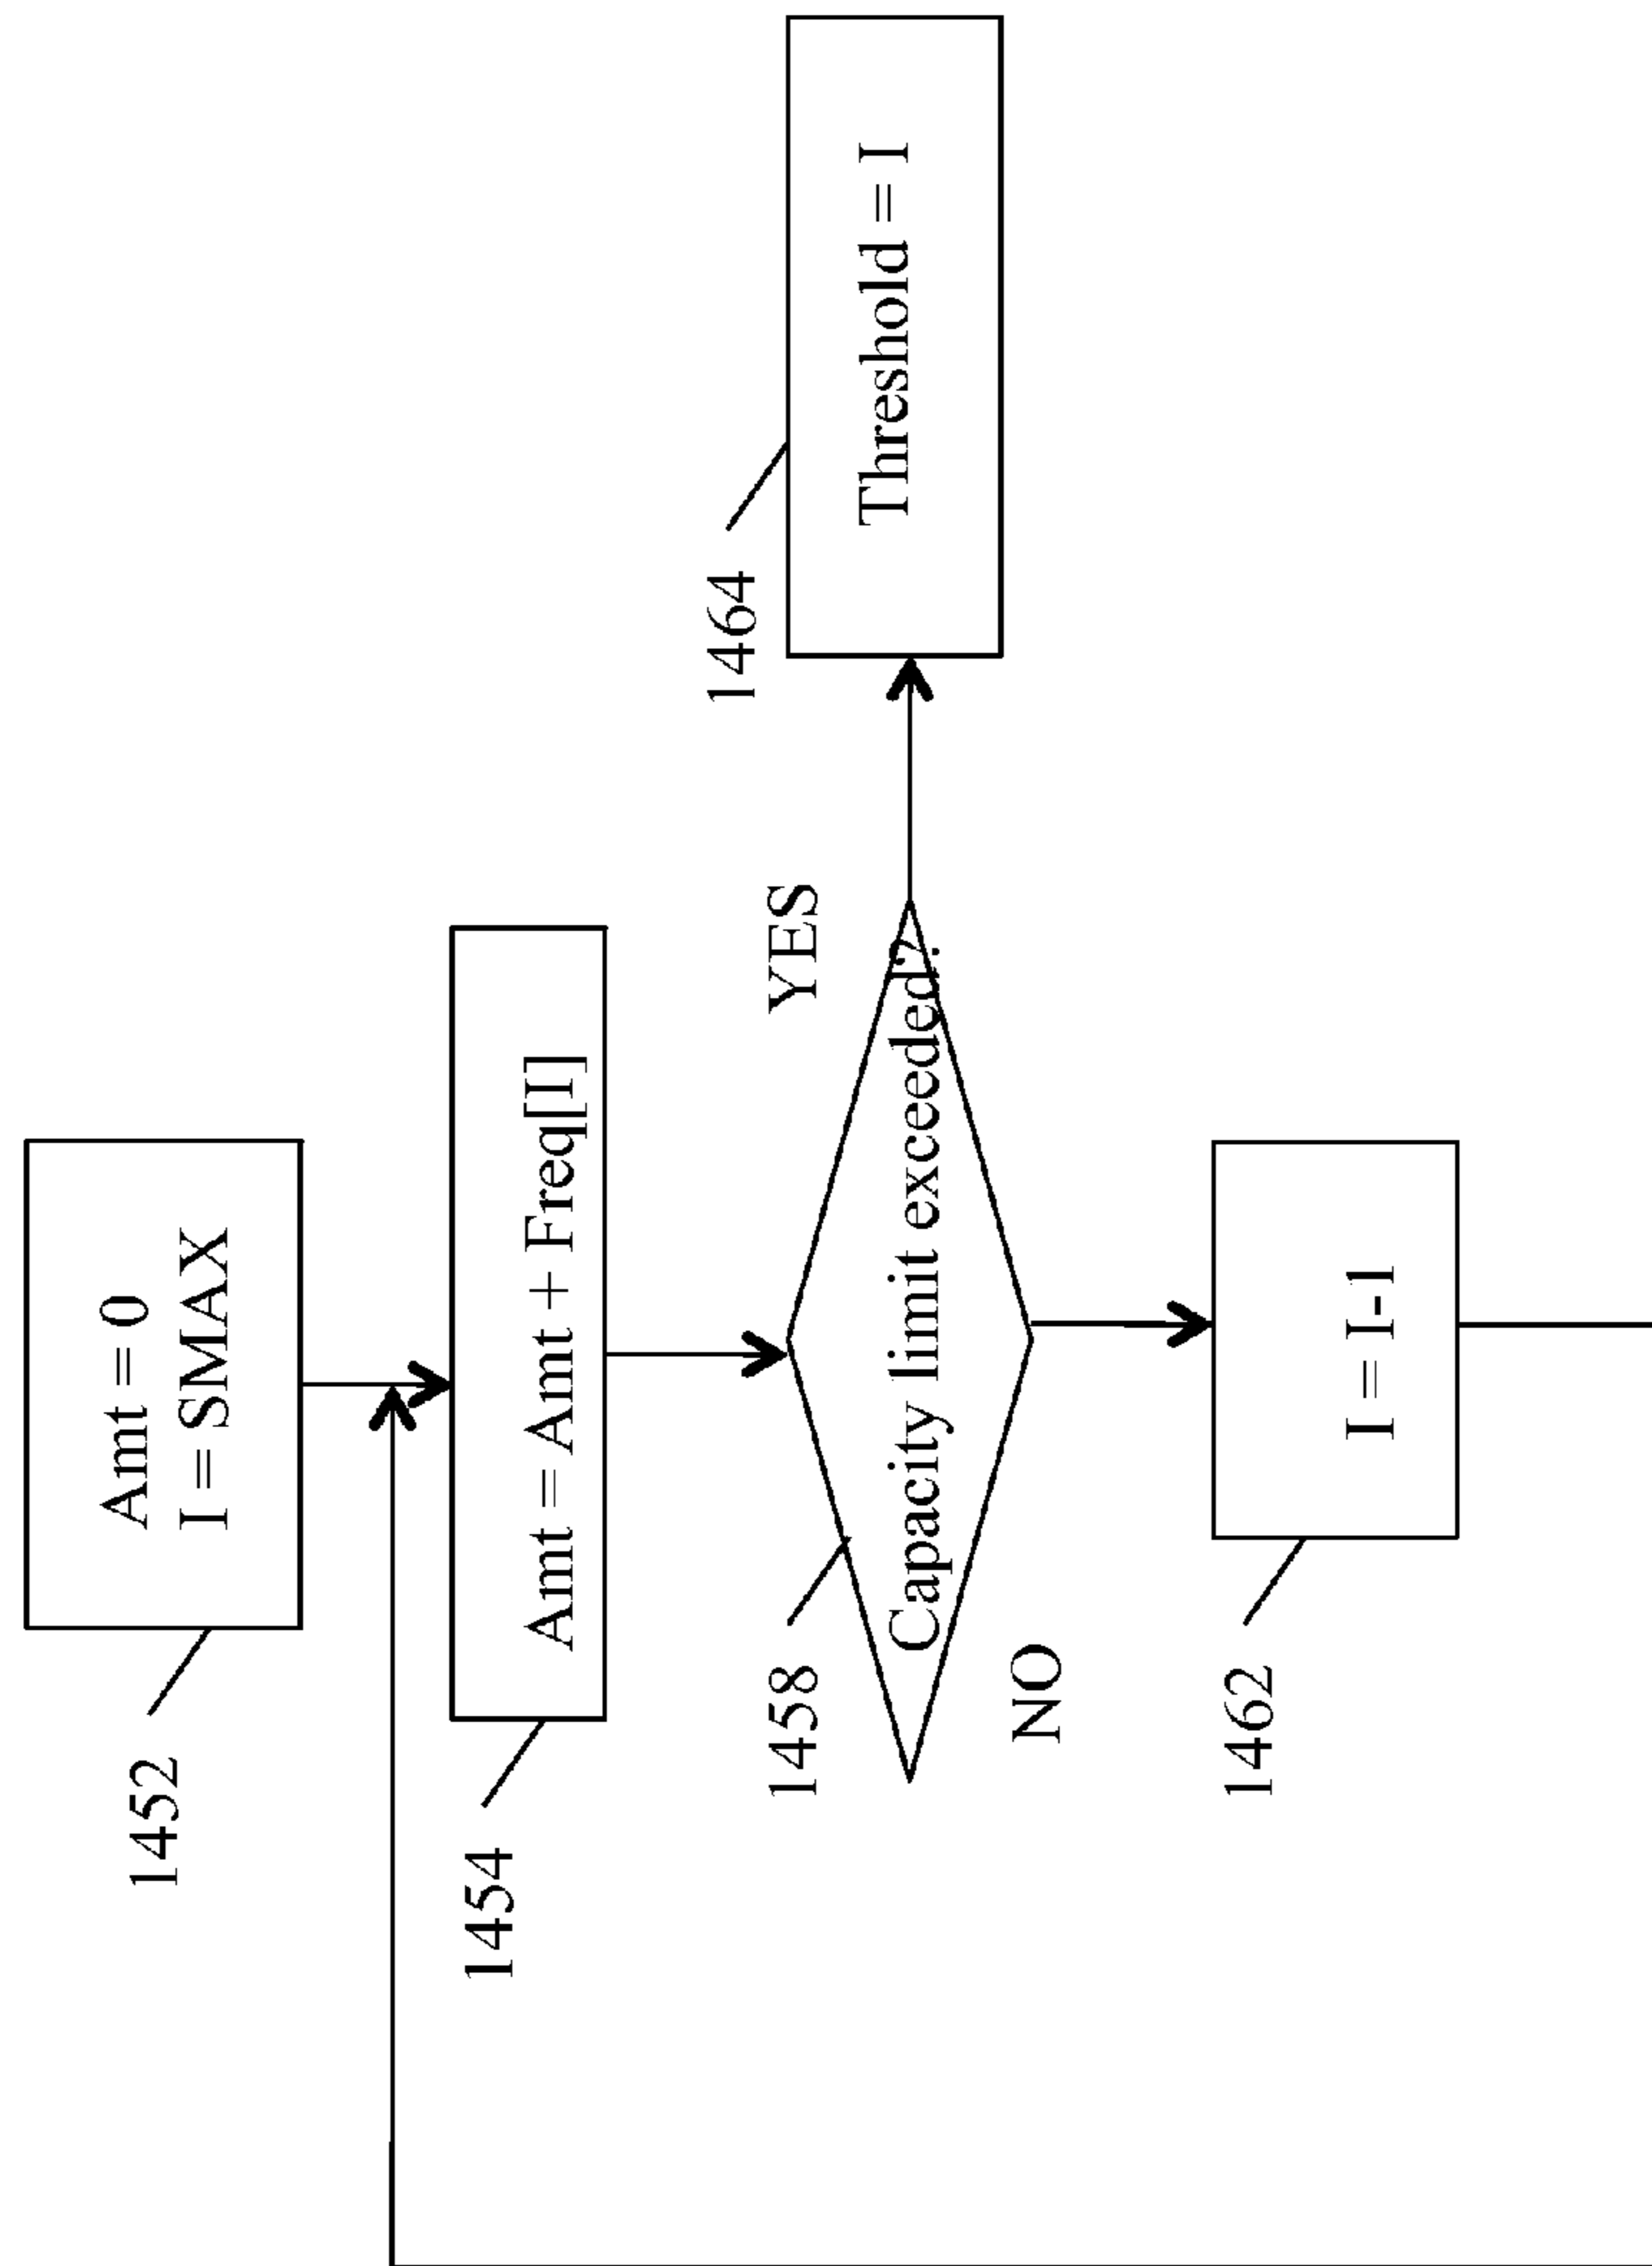 1452
Amt = 0
I = SMAX
1454
Amt = Amt + Freq[I]
1458
Capacity limit exceeded?
YES
1464
Threshold = I
NO
1462
I = I-1